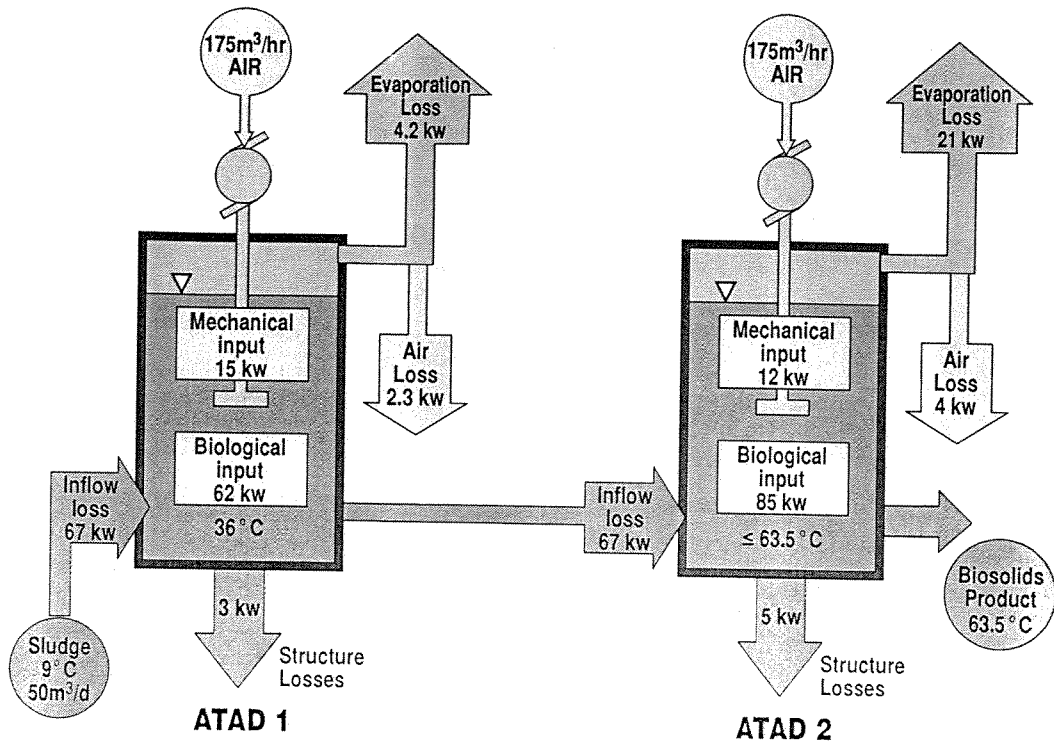 175m³/hr
AIR
Evaporation
Loss
4.2 kw
Mechanical
input
15 kw
Air
Loss
2.3 kw
Biological
input
62 kw
36°C
Inflow
loss
67 kw
3 kw
Sludge
9°C
50m³/d
Structure
Losses
ATAD 1
175m³/hr
AIR
Evaporation
Loss
21 kw
Mechanical
input
12 kw
Air
Loss
4 kw
Biological
input
85 kw
≤ 63.5°C
Inflow
loss
67 kw
5 kw
Biosolids
Product
63.5°C
Structure
Losses
ATAD 2